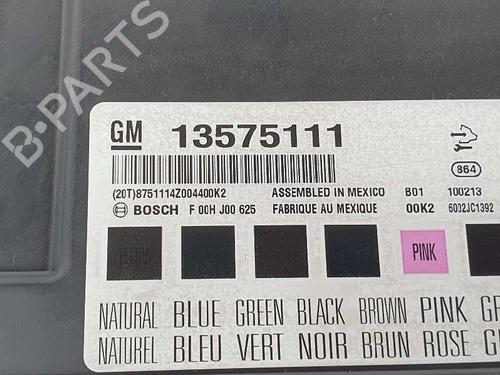 B-PARTS
GM 13575111
864
(20T)8751114Z004400K2 ASSEMBLED IN MEXICO B01 100213
BOSCH F 00H J00 625 FABRIQUE AU MEXIQUE 00K2 6002JC1392
PINK
NATURAL BLUE GREEN BLACK BROWN PINK
NATUREL BLEU VERT NOIR BRUN ROSE